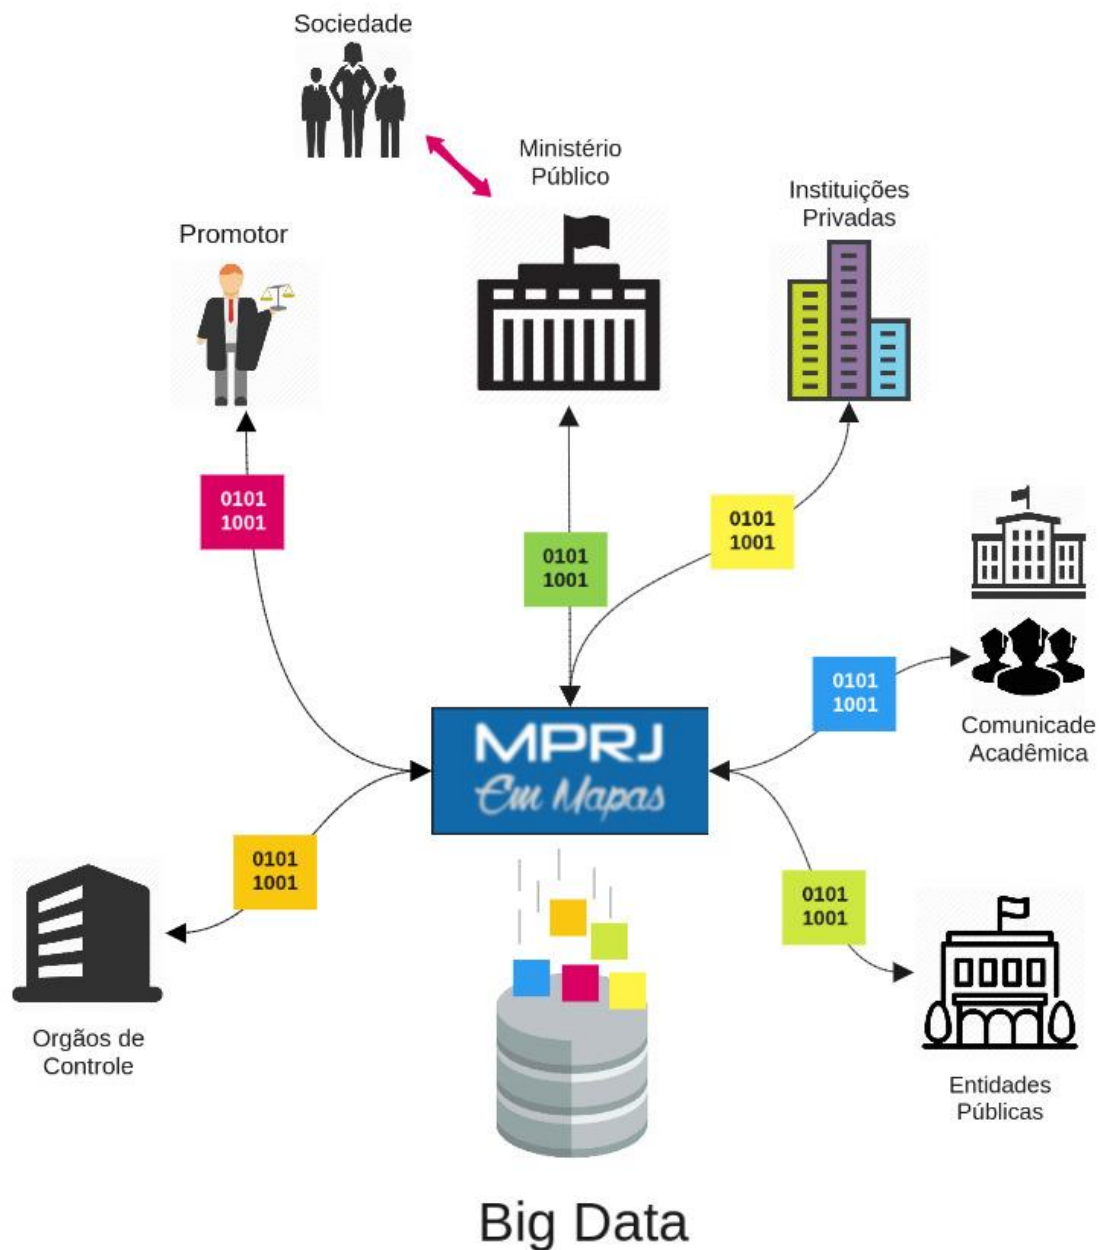 Sociedade
Ministério
Público
Instituições
Privadas
Promotor
0101
1001
0101
1001
0101
1001
0101
1001
Comunicade
Acadêmica
MPRJ
Em Mapas
0101
1001
0101
1001
Orgãos de
Controle
Entidades
Públicas
Big Data